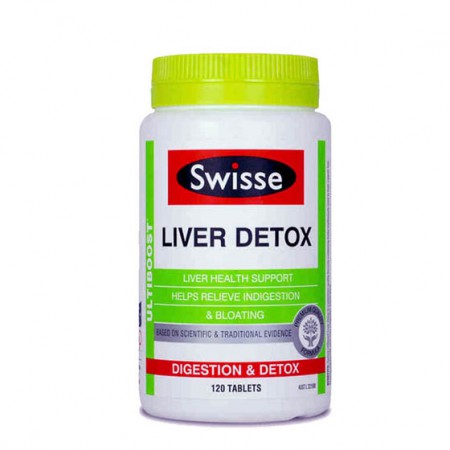 Swisse
LIVER DETOX
LIVER HEALTH SUPPORT
HELPS RELIEVE INDIGESTION
& BLOATING
BASED ON SCIENTIFIC & TRADITIONAL EVIDENCE
ULTIBOOST
DIGESTION & DETOX
120 TABLETS